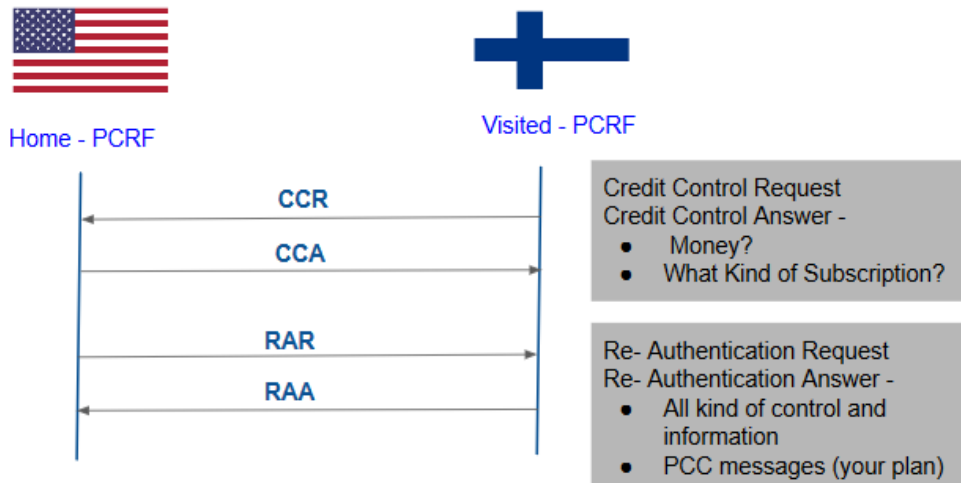 Home - PCRF
Visited - PCRF
CCR
CCA
RAR
RAA
Credit Control Request
Credit Control Answer -
● Money?
● What Kind of Subscription?
Re- Authentication Request
Re- Authentication Answer -
● All kind of control and
information
● PCC messages (your plan)